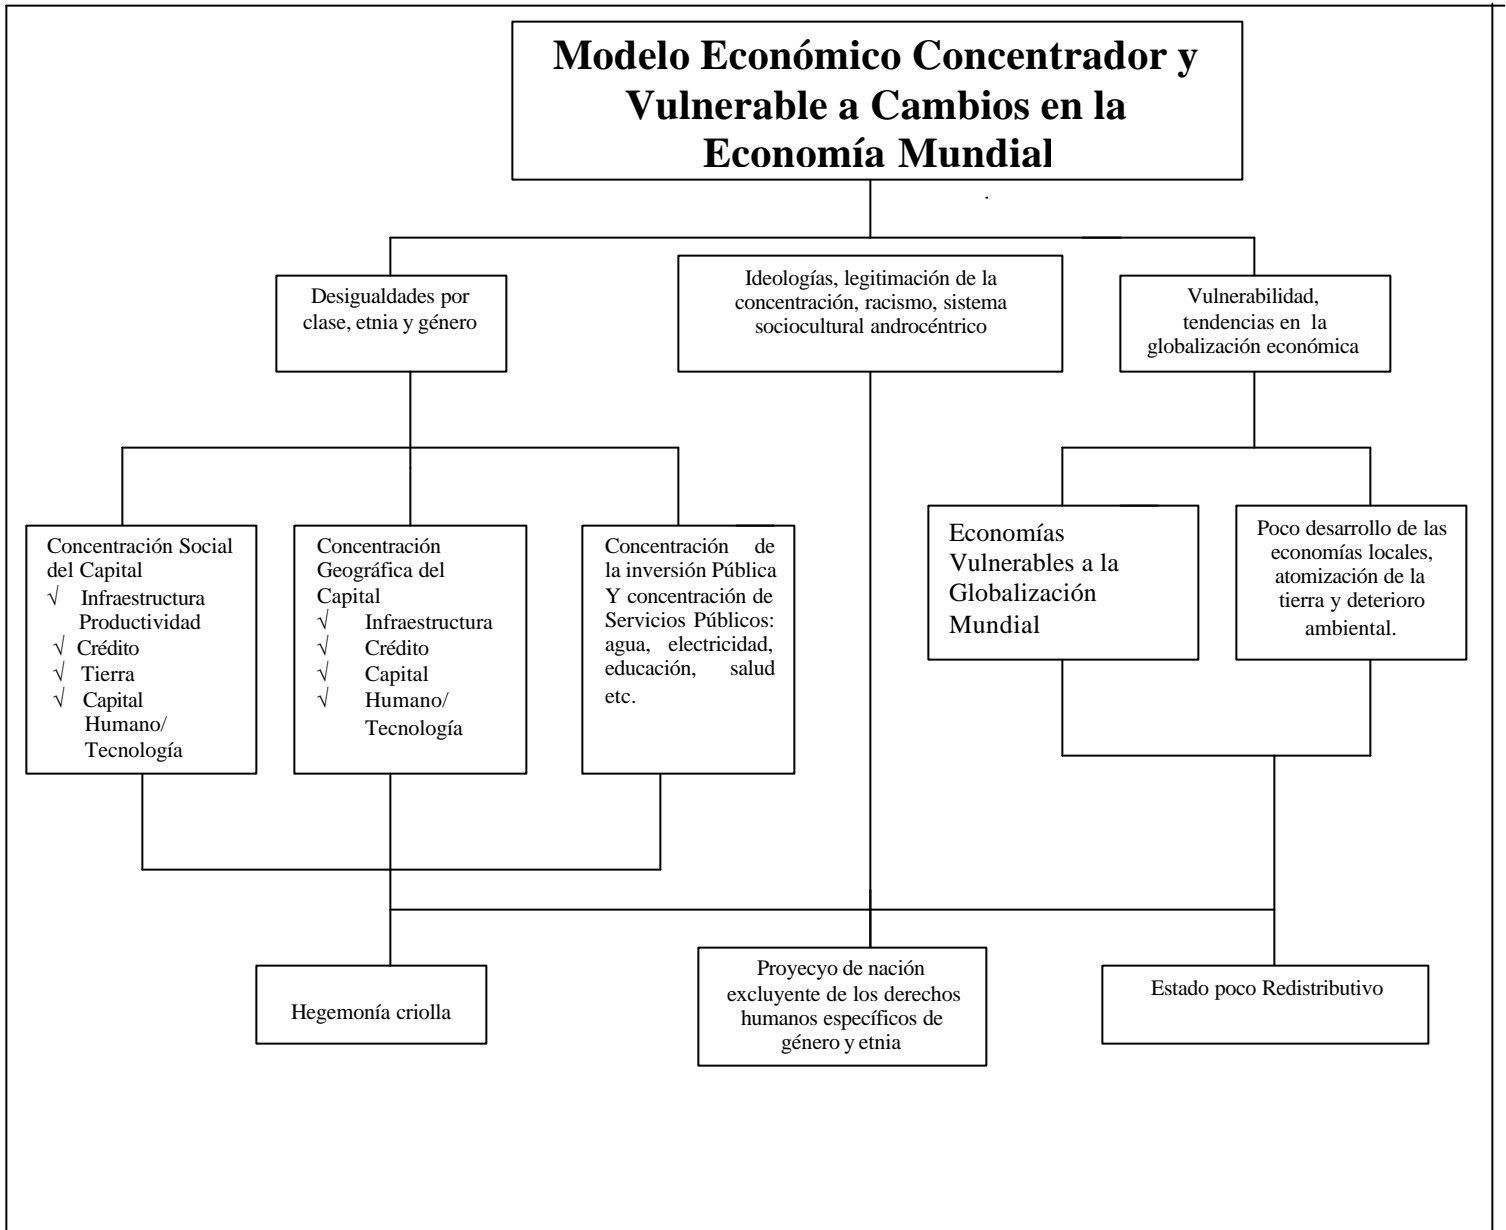 Modelo Económico Concentrador y
Vulnerable a Cambios en la
Economía Mundial
.
Desigualdades por
clase, etnia y género
Ideologías, legitimación de la
concentración, racismo, sistema
sociocultural androcéntrico
Vulnerabilidad,
tendencias en la
globalización económica
Concentración Social
del Capital
√ Infraestructura
Productividad
√ Crédito
√ Tierra
√ Capital
Humano/
Tecnología
Concentración
Geográfica del
Capital
√ Infraestructura
√ Crédito
√ Capital
√ Humano/
Tecnología
Concentración de
la inversión Pública
Y concentración de
Servicios Públicos:
agua, electricidad,
educación, salud
etc.
Economías
Vulnerables a la
Globalización
Mundial
Poco desarrollo de las
economías locales,
atomización de la
tierra y deterioro
ambiental.
Hegemonía criolla
Proyecyo de nación
excluyente de los derechos
humanos específicos de
género y etnia
Estado poco Redistributivo